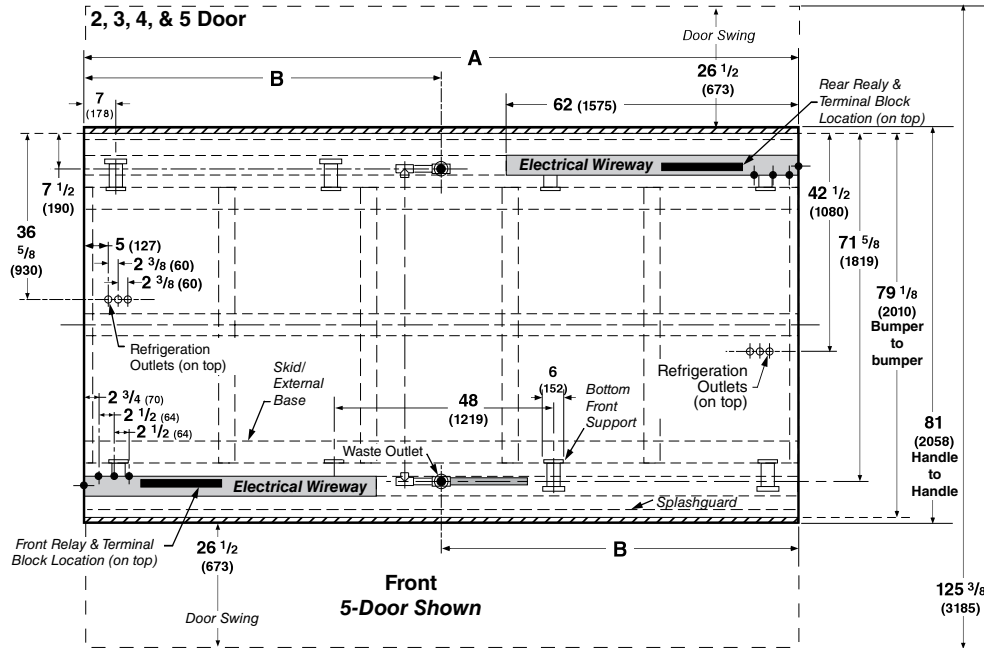 2, 3, 4, & 5 Door
Door Swing
A
B
26 1/2
(673)
7
(178)
62 (1575)
Rear Realy &
Terminal Block
Location (on top)
Electrical Wireway
7 1/2
(190)
42 1/2
(1080)
36
5/8
(930)
5 (127)
2 3/8 (60)
2 3/8 (60)
71 5/8
(1819)
79 1/8
(2010)
Bumper
to
bumper
Refrigeration
Outlets (on top)
Skid/
External
Base
6
(152)
Bottom
Front
Support
Refrigeration
Outlets
(on top)
2 3/4 (70)
2 1/2 (64)
2 1/2 (64)
48
(1219)
81
(2058)
Handle
to
Handle
Waste Outlet
Electrical Wireway
Splashguard
Front Relay & Terminal
Block Location (on top)
26 1/2
(673)
B
Front
5-Door Shown
Door Swing
125 3/8
(3185)